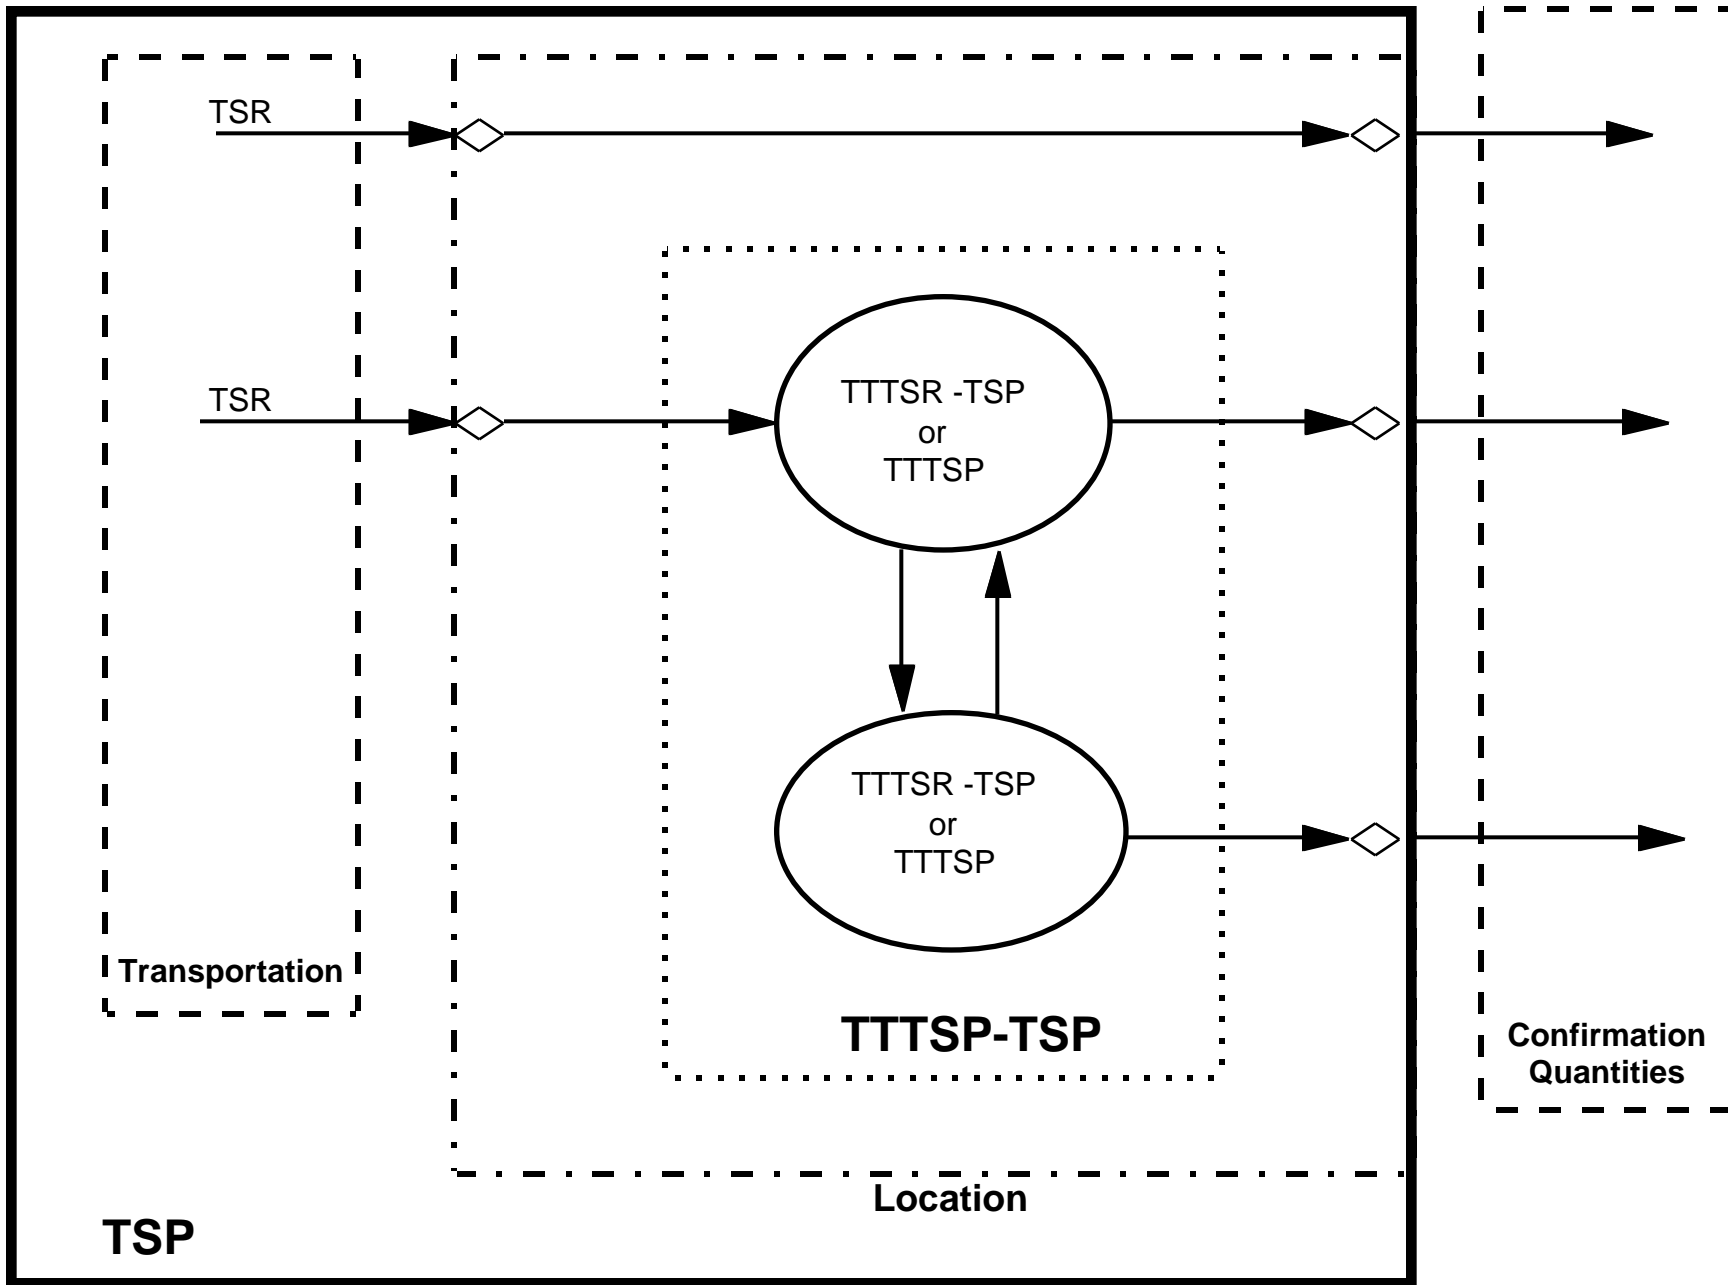 TSR
TSR
TTTSR -TSP
or
TTTSP
TTTSR -TSP
or
TTTSP
Transportation
TTTSP-TSP
Confirmation
Quantities
Location
TSP